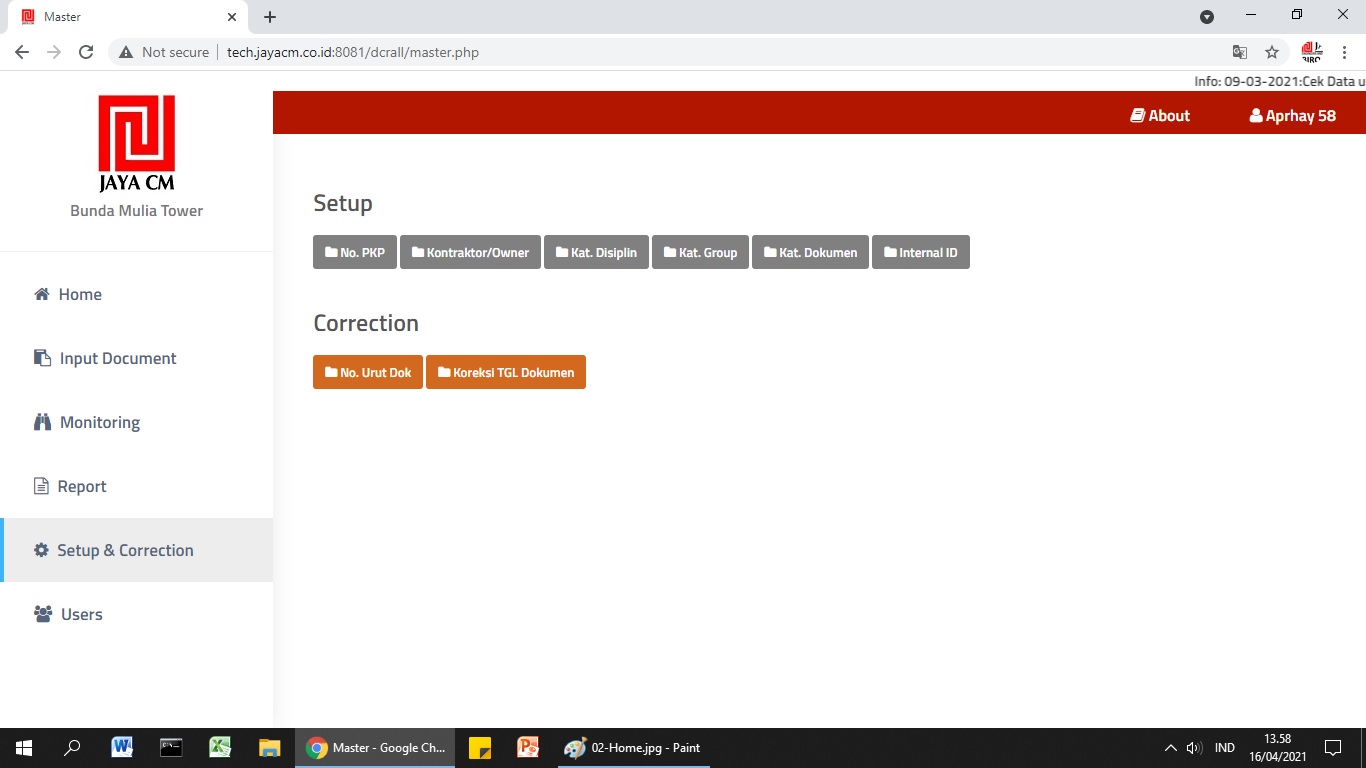 Master
Not secure
tech.jayacm.co.id:8081/dcrall/master.php
Info: 09-03-2021:Cek Data u
JAYA CM
Bunda Mulia Tower
About
Aprhay 58
Home
Input Document
Monitoring
Report
Setup & Correction
Users
Setup
No. PKP
Kontraktor/Owner
Kat. Disiplin
Kat. Group
Kat. Dokumen
Internal ID
Correction
No. Urut Dok
Koreksi TGL Dokumen
Master - Google Ch...
02-Home.jpg - Paint
IND
13.58
16/04/2021